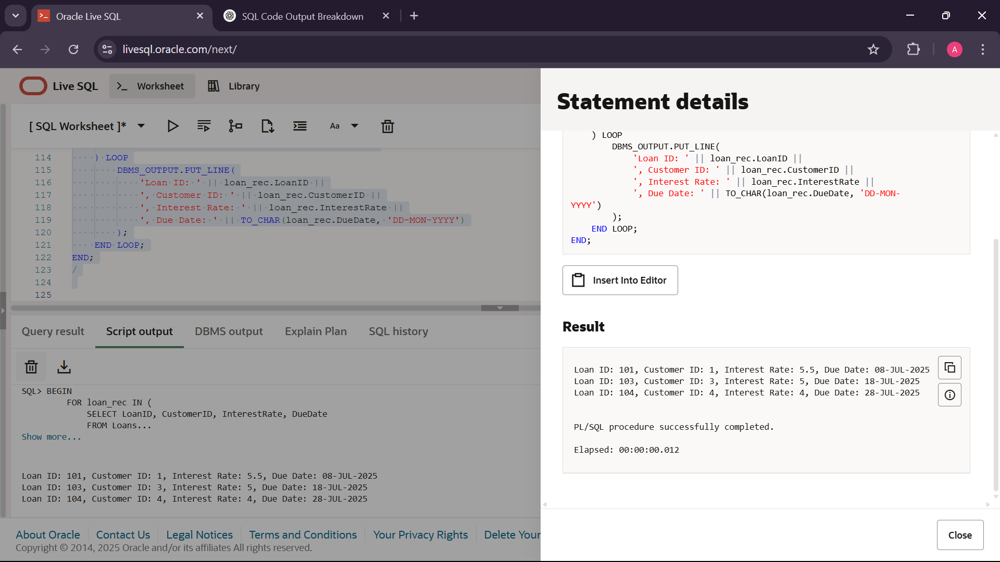 Oracle Live SQL
SQL Code Output Breakdown
livesql.oracle.com/next/
A
Live SQL
Worksheet
Library
[ SQL Worksheet ]*
Aa
114 ) LOOP
115 DBMS_OUTPUT.PUT_LINE(
116 'Loan ID: ' || loan_rec.LoanID ||
117 ', Customer ID: ' || loan_rec.CustomerID ||
118 ', Interest Rate: ' || loan_rec.InterestRate ||
119 ', Due Date: ' || TO_CHAR(loan_rec.DueDate, 'DD-MON-YYYY')
120 );
121 END LOOP;
122 END;
123 /
124
125
Query result
Script output
DBMS output
Explain Plan
SQL history
SQL> BEGIN
FOR loan_rec IN (
SELECT LoanID, CustomerID, InterestRate, DueDate
FROM Loans...
Show more...
Loan ID: 101, Customer ID: 1, Interest Rate: 5.5, Due Date: 08-JUL-2025
Loan ID: 103, Customer ID: 3, Interest Rate: 5, Due Date: 18-JUL-2025
Loan ID: 104, Customer ID: 4, Interest Rate: 4, Due Date: 28-JUL-2025
About Oracle
Contact Us
Legal Notices
Terms and Conditions
Your Privacy Rights
Delete Your
Copyright © 2014, 2025 Oracle and/or its affiliates All rights reserved.
Statement details
) LOOP
DBMS_OUTPUT.PUT_LINE(
'Loan ID: ' || loan_rec.LoanID ||
', Customer ID: ' || loan_rec.CustomerID ||
', Interest Rate: ' || loan_rec.InterestRate ||
', Due Date: ' || TO_CHAR(loan_rec.DueDate, 'DD-MON-
YYYY')
);
END LOOP;
END;
Insert Into Editor
Result
Loan ID: 101, Customer ID: 1, Interest Rate: 5.5, Due Date: 08-JUL-2025
Loan ID: 103, Customer ID: 3, Interest Rate: 5, Due Date: 18-JUL-2025
Loan ID: 104, Customer ID: 4, Interest Rate: 4, Due Date: 28-JUL-2025
PL/SQL procedure successfully completed.
Elapsed: 00:00:00.012
Close